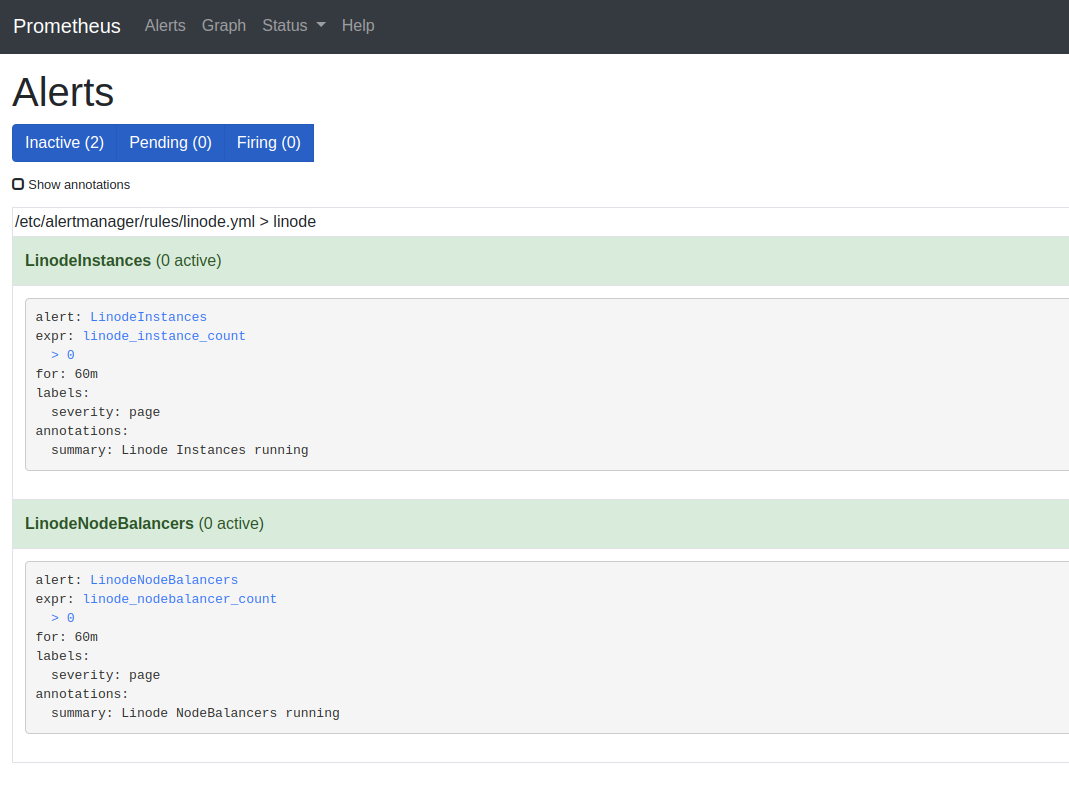 Prometheus Alerts Graph Status Help
Alerts
Inactive (2) Pending (0) Firing (0)
Show annotations
/etc/alertmanager/rules/linode.yml > linode
LinodeInstances (0 active)
alert: LinodeInstances
expr: linode_instance_count
  > 0
for: 60m
labels:
  severity: page
annotations:
  summary: Linode Instances running
LinodeNodeBalancers (0 active)
alert: LinodeNodeBalancers
expr: linode_nodebalancer_count
  > 0
for: 60m
labels:
  severity: page
annotations:
  summary: Linode NodeBalancers running